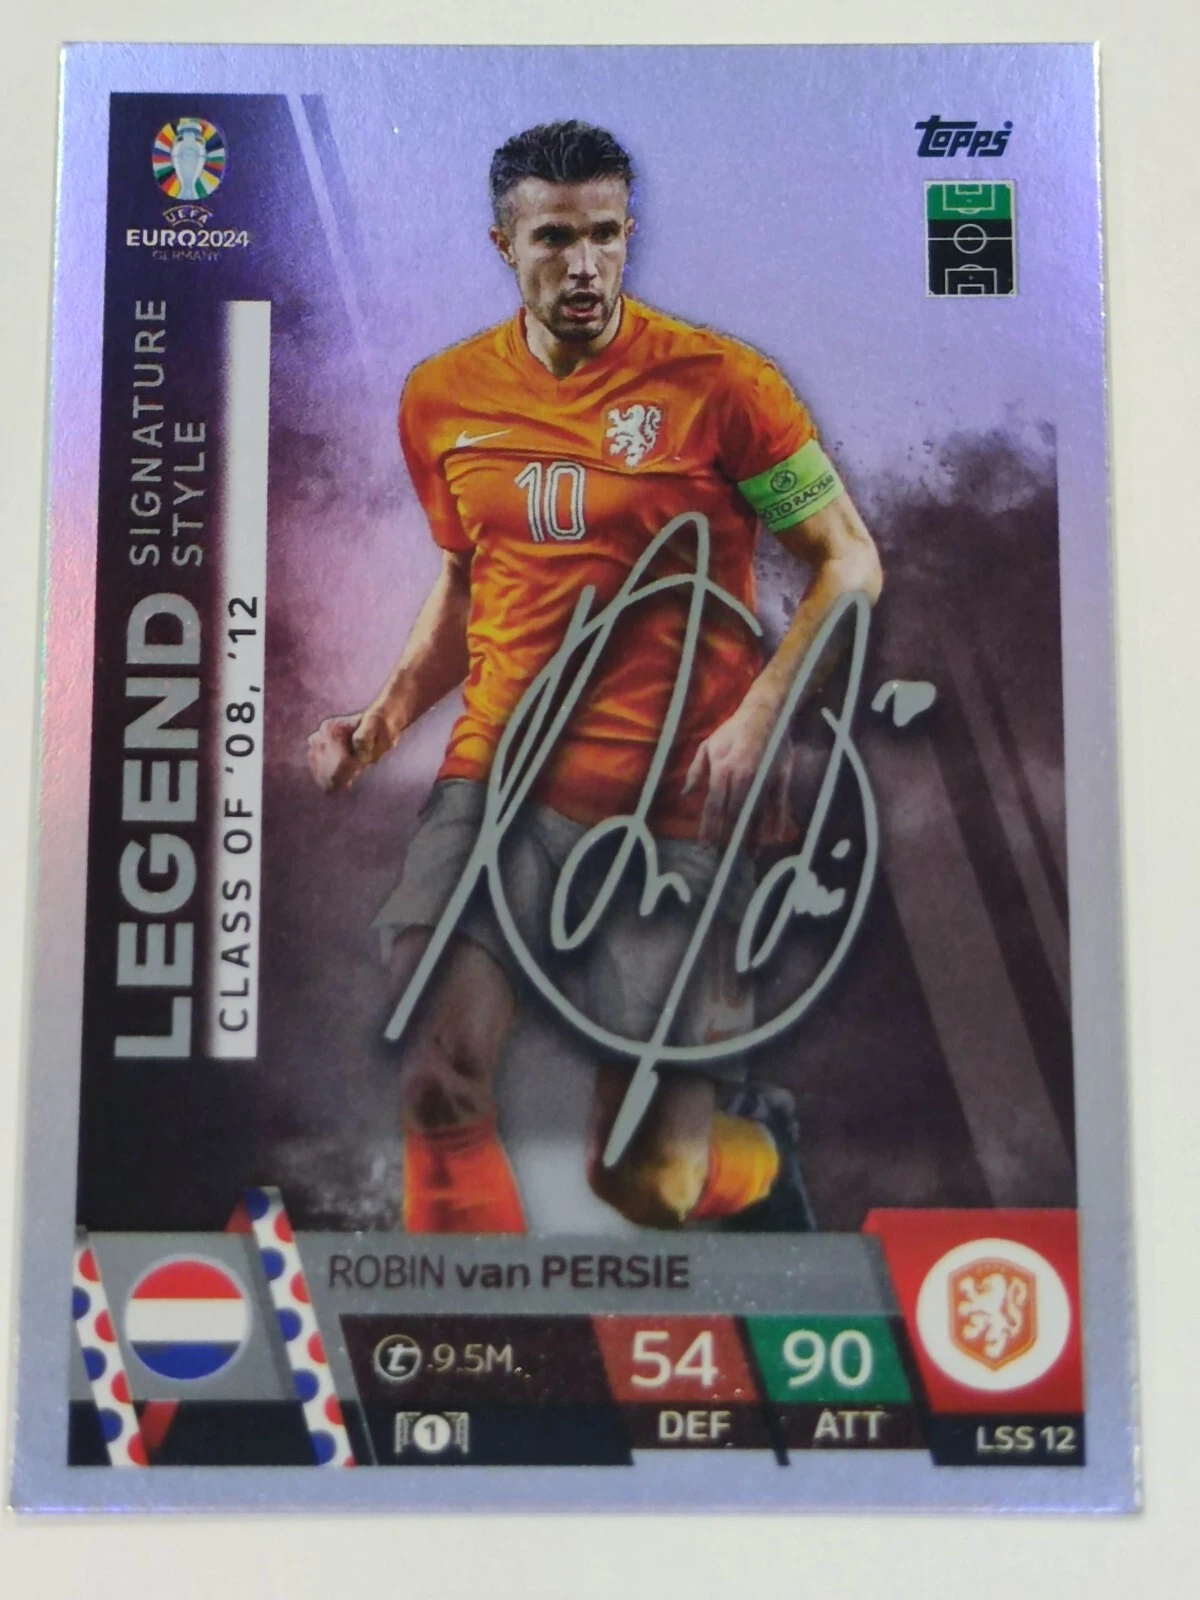 topps
UEFA
EURO2024
GERMANY
LEGEND
SIGNATURE
STYLE
CLASS OF '08, '12
10
ROBIN van PERSIE
t 9.5M
54
DEF
90
ATT
1
LSS 12